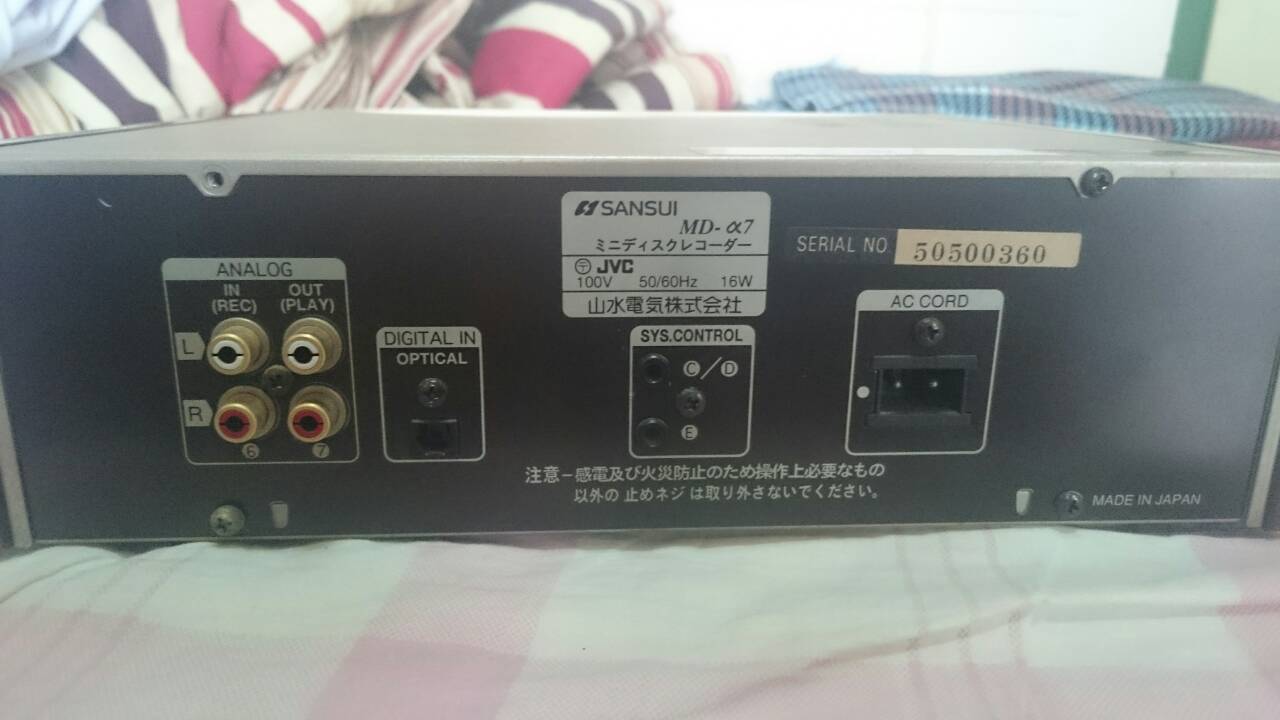 SANSUI
MD-α7
ミニディスクレコーダー
〒 JVC
100V 50/60Hz 16W
山水電気株式会社
SERIAL NO. 50500360
ANALOG
IN OUT
(REC) (PLAY)
L
R
6 7
DIGITAL IN
OPTICAL
SYS.CONTROL
C/D
E
AC CORD
注意-感電及び火災防止のため操作上必要なもの
以外の止めネジは取り外さないでください。
MADE IN JAPAN